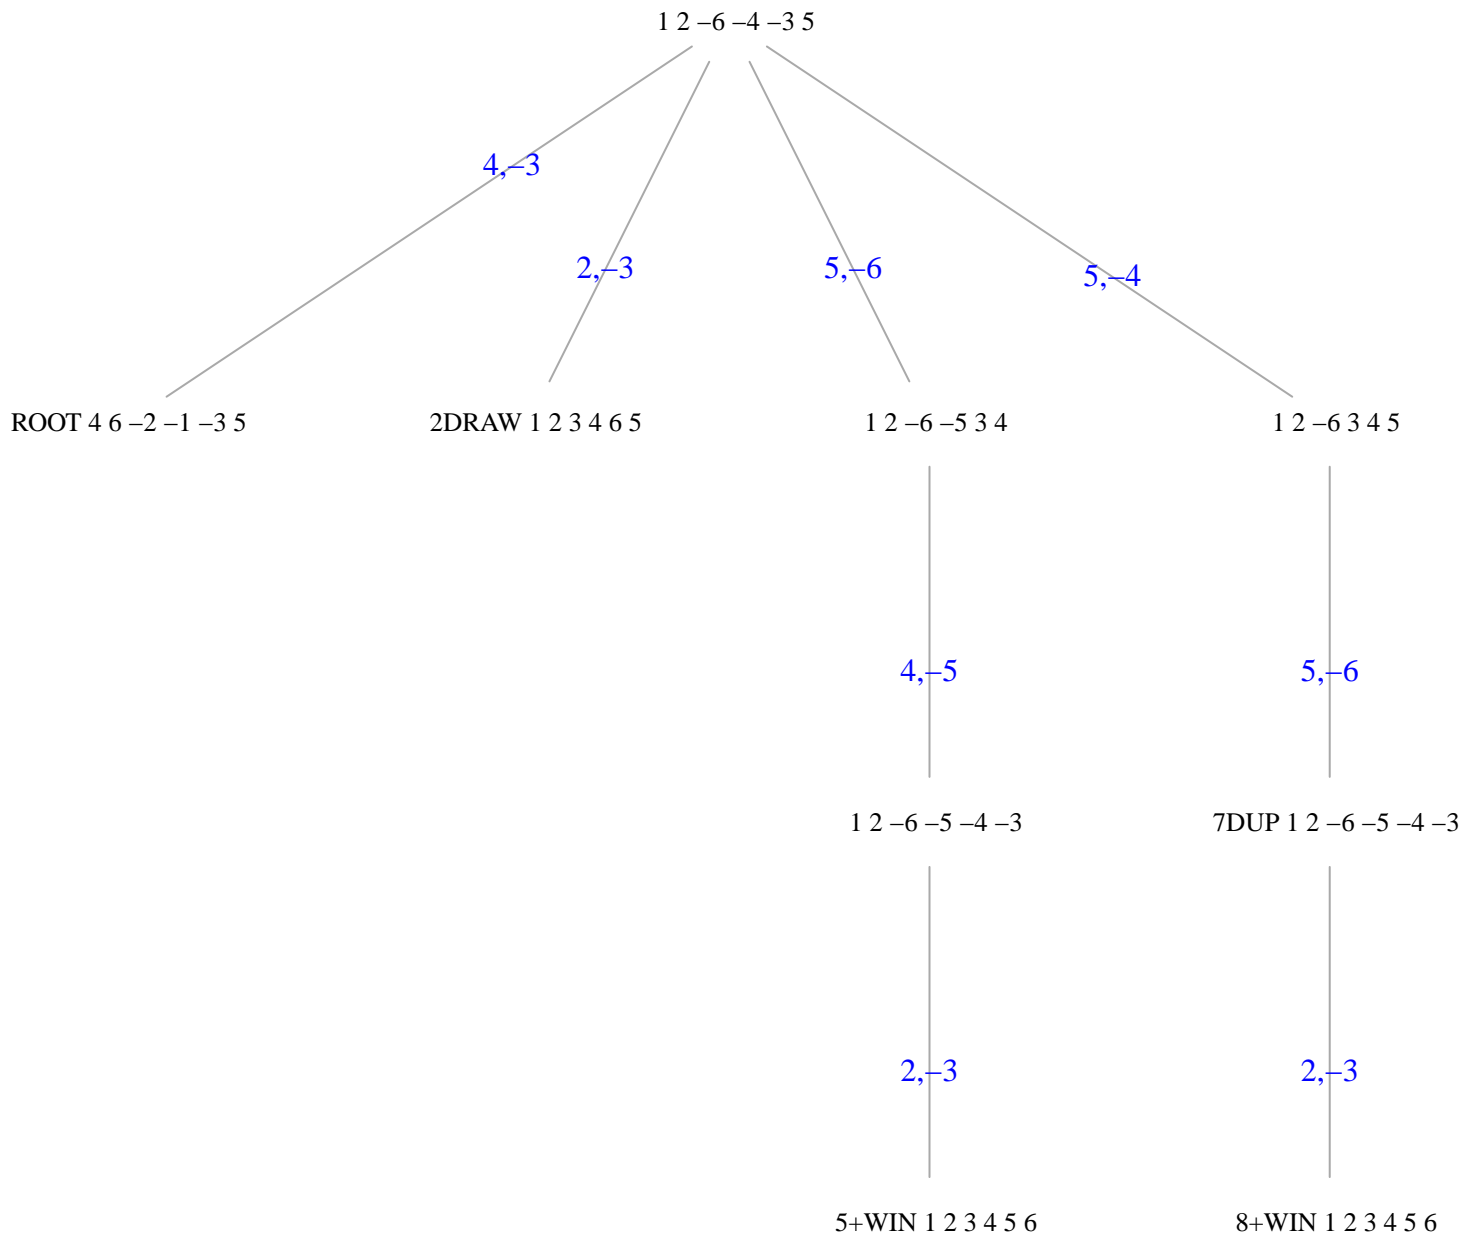 1 2 –6 –4 –3 5
4,–3
2,–3
5,–6
5,–4
ROOT 4 6 –2 –1 –3 5
2DRAW 1 2 3 4 6 5
1 2 –6 –5 3 4
1 2 –6 3 4 5
4,–5
5,–6
1 2 –6 –5 –4 –3
7DUP 1 2 –6 –5 –4 –3
2,–3
2,–3
5+WIN 1 2 3 4 5 6
8+WIN 1 2 3 4 5 6